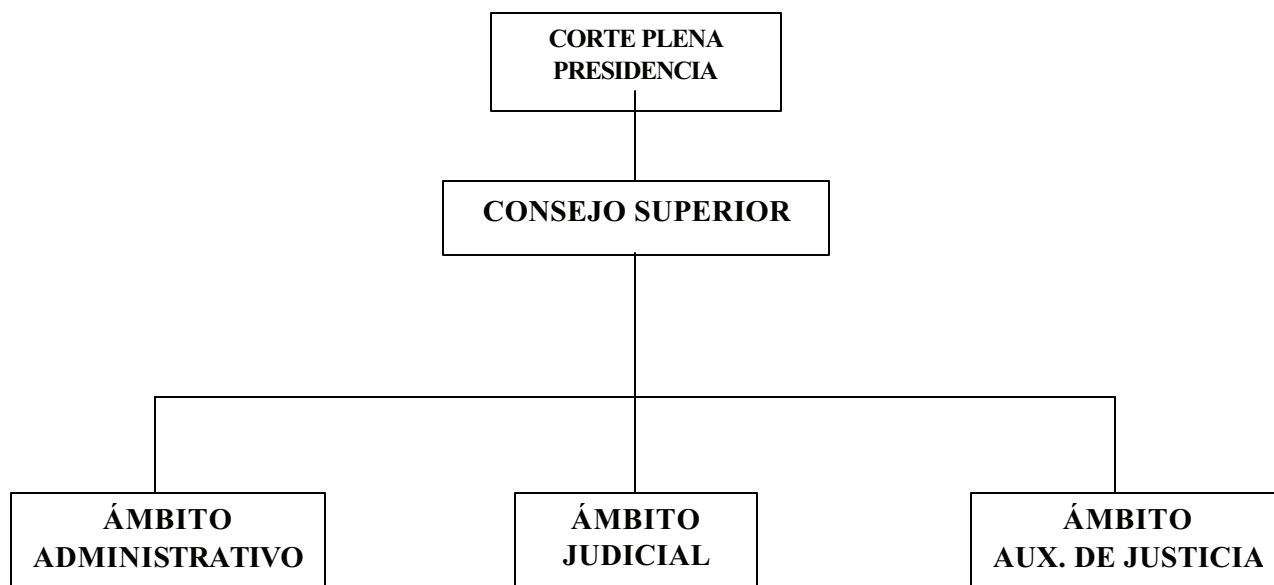 CORTE PLENA
PRESIDENCIA
CONSEJO SUPERIOR
ÁMBITO
ADMINISTRATIVO
ÁMBITO
JUDICIAL
ÁMBITO
AUX. DE JUSTICIA